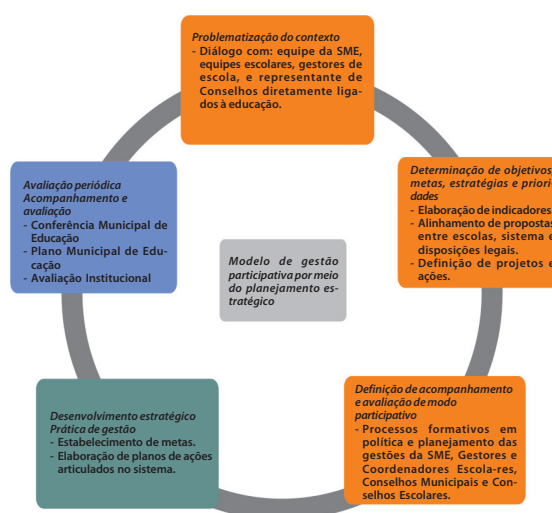 Problematização do contexto
- Diálogo com: equipe da SME,
equipes escolares, gestores de
escola, e representante de
Conselhos diretamente liga-
dos à educação.
Determinação de objetivos,
metas, estratégias e priori-
dades
- Elaboração de indicadores.
- Alinhamento de propostas
entre escolas, sistema e
disposições legais.
- Definição de projetos e
ações.
Definição de acompanhamento
e avaliação de modo
participativo
- Processos formativos em
política e planejamento das
gestões da SME, Gestores e
Coordenadores Escola-res,
Conselhos Municipais e Con-
selhos Escolares.
Desenvolvimento estratégico
Prática de gestão
- Estabelecimento de metas.
- Elaboração de planos de ações
articulados no sistema.
Avaliação periódica
Acompanhamento e
avaliação
- Conferência Municipal de
Educação
- Plano Municipal de Edu-
cação
- Avaliação Institucional
Modelo de gestão
participativa por meio
do planejamento es-
tratégico